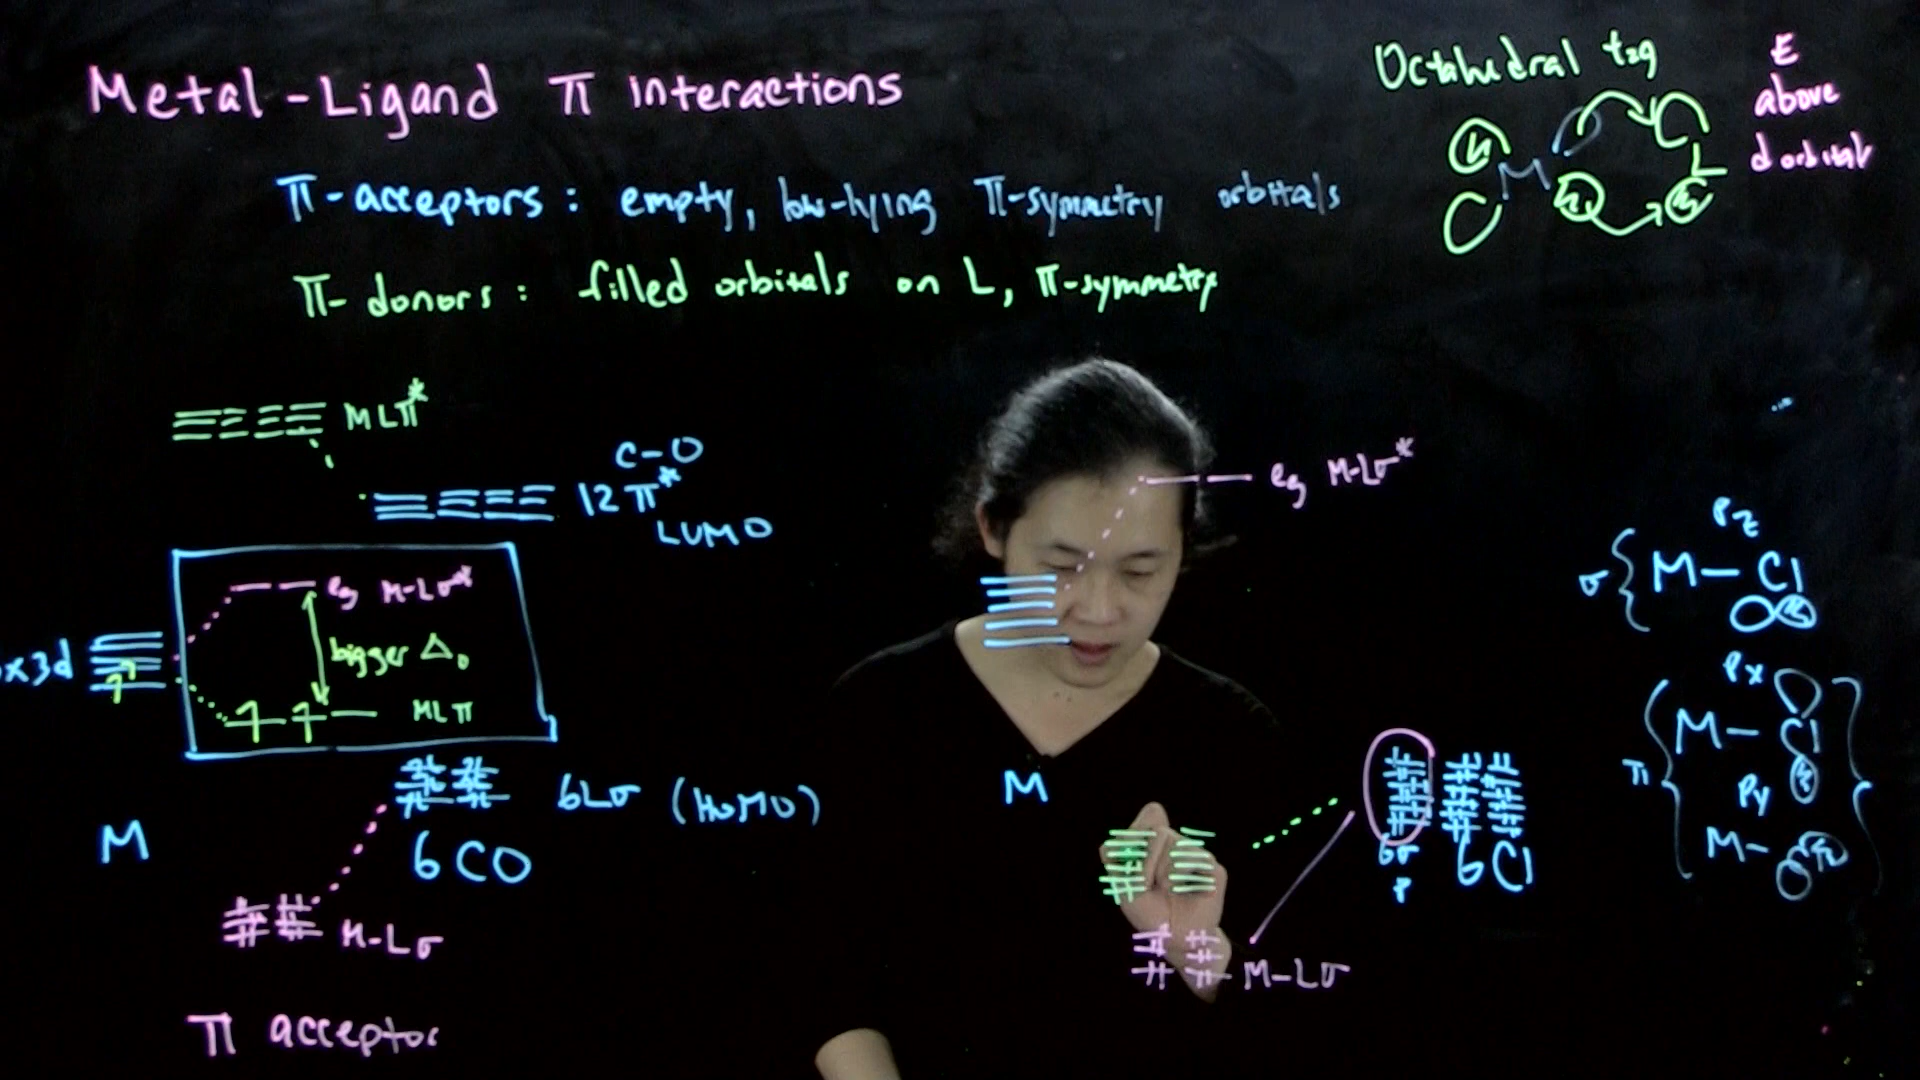 Metal-Ligand π interactions
π-acceptors: empty, low-lying π-symmetry orbitals
π-donors: filled orbitals on L, π-symmetry
Octahedral t2g
M
L
E
above
d orbital
MLπ*
C-O
12π*
LUMO
eg M-Lσ*
bigger Δo
MLπ
x3d
M
6Lσ (HOMO)
6CO
M-Lσ
π acceptor
eg M-Lσ*
M
6σ
P
6Cl
M-Lσ
Pz
σ { M-Cl
Px
π
M-Cl
Py
M-